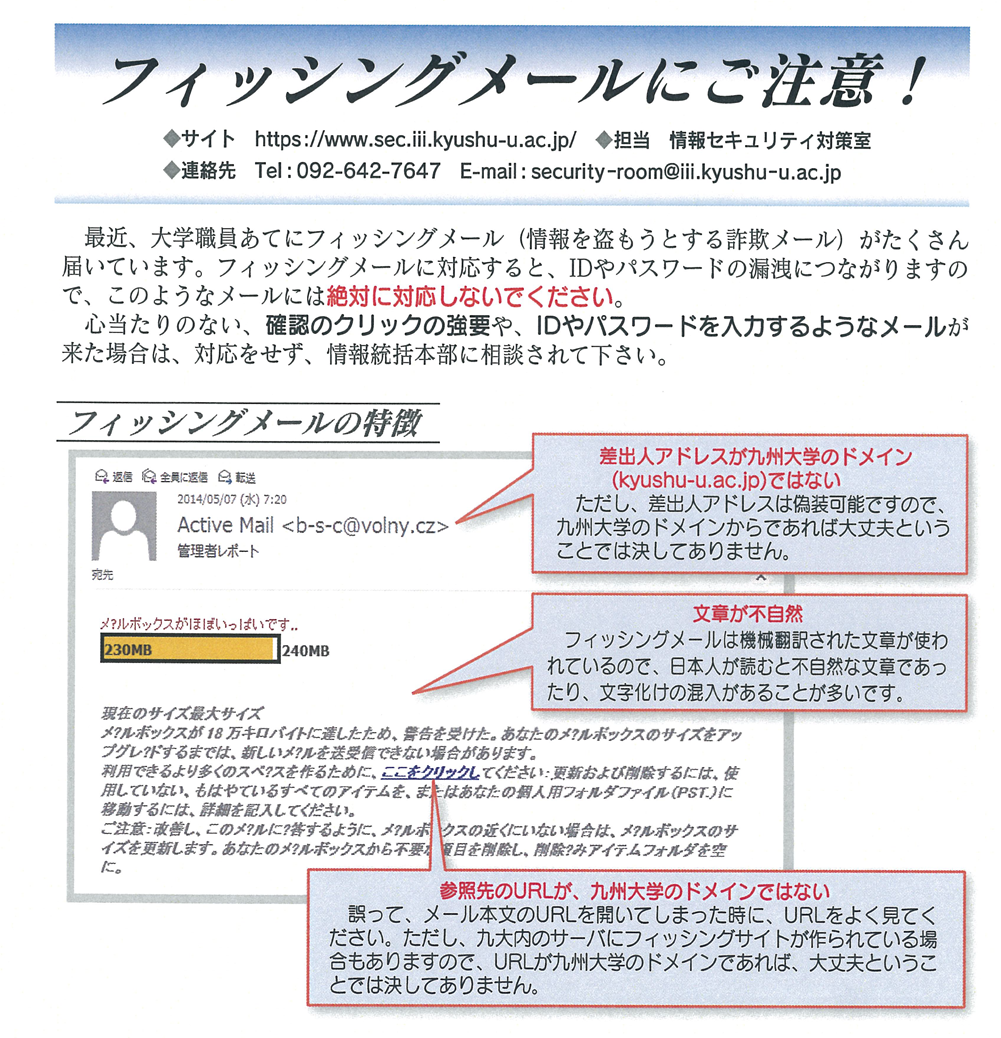 フィッシングメールにご注意！
◆サイト https://www.sec.iii.kyushu-u.ac.jp/ ◆担当 情報セキュリティ対策室
◆連絡先 Tel：092-642-7647 E-mail：security-room@iii.kyushu-u.ac.jp
最近、大学職員あてにフィッシングメール（情報を盗もうとする詐欺メール）がたくさん
届いています。フィッシングメールに対応すると、IDやパスワードの漏洩につながりますの
で、このようなメールには絶対に対応しないでください。
心当たりのない、確認のクリックの強要や、IDやパスワードを入力するようなメールが
来た場合は、対応をせず、情報統括本部に相談されて下さい。
フィッシングメールの特徴
返信 全員に返信 転送
2014/05/07 (水) 7:20
Active Mail <b-s-c@volny.cz>
管理者レポート
宛先
差出人アドレスが九州大学のドメイン
(kyushu-u.ac.jp)ではない
ただし、差出人アドレスは偽装可能ですので、
九州大学のドメインからであれば大丈夫という
ことでは決してありません。
メ?ルボックスがほぼいっぱいです..
230MB 240MB
文章が不自然
フィッシングメールは機械翻訳された文章が使わ
れているので、日本人が読むと不自然な文章であっ
たり、文字化けの混入があることが多いです。
現在のサイズ最大サイズ
メ?ルボックスが 18 万キロバイトに達したため、警告を受けた。あなたのメ?ルボックスのサイズをアッ
プグレ?ドするまでは、新しいメ?ルを送受信できない場合があります。
利用できるより多くのスペ?スを作るために、ここをクリックしてください：更新および削除するには、使
用していない、もはやているすべてのアイテムを、またはあなたの個人用フォルダファイル(PST.)に
移動するには、詳細を記入してください。
ご注意：改善し、このメ?ルに?答するように、メ?ルボックスの近くにいない場合は、メ?ルボックスのサ
イズを更新します。あなたのメ?ルボックスから不要な項目を削除し、削除?みアイテムフォルダを空
に。
参照先のURLが、九州大学のドメインではない
誤って、メール本文のURLを開いてしまった時に、URLをよく見てく
ださい。ただし、九大内のサーバにフィッシングサイトが作られている場
合もありますので、URLが九州大学のドメインであれば、大丈夫というこ
とでは決してありません。